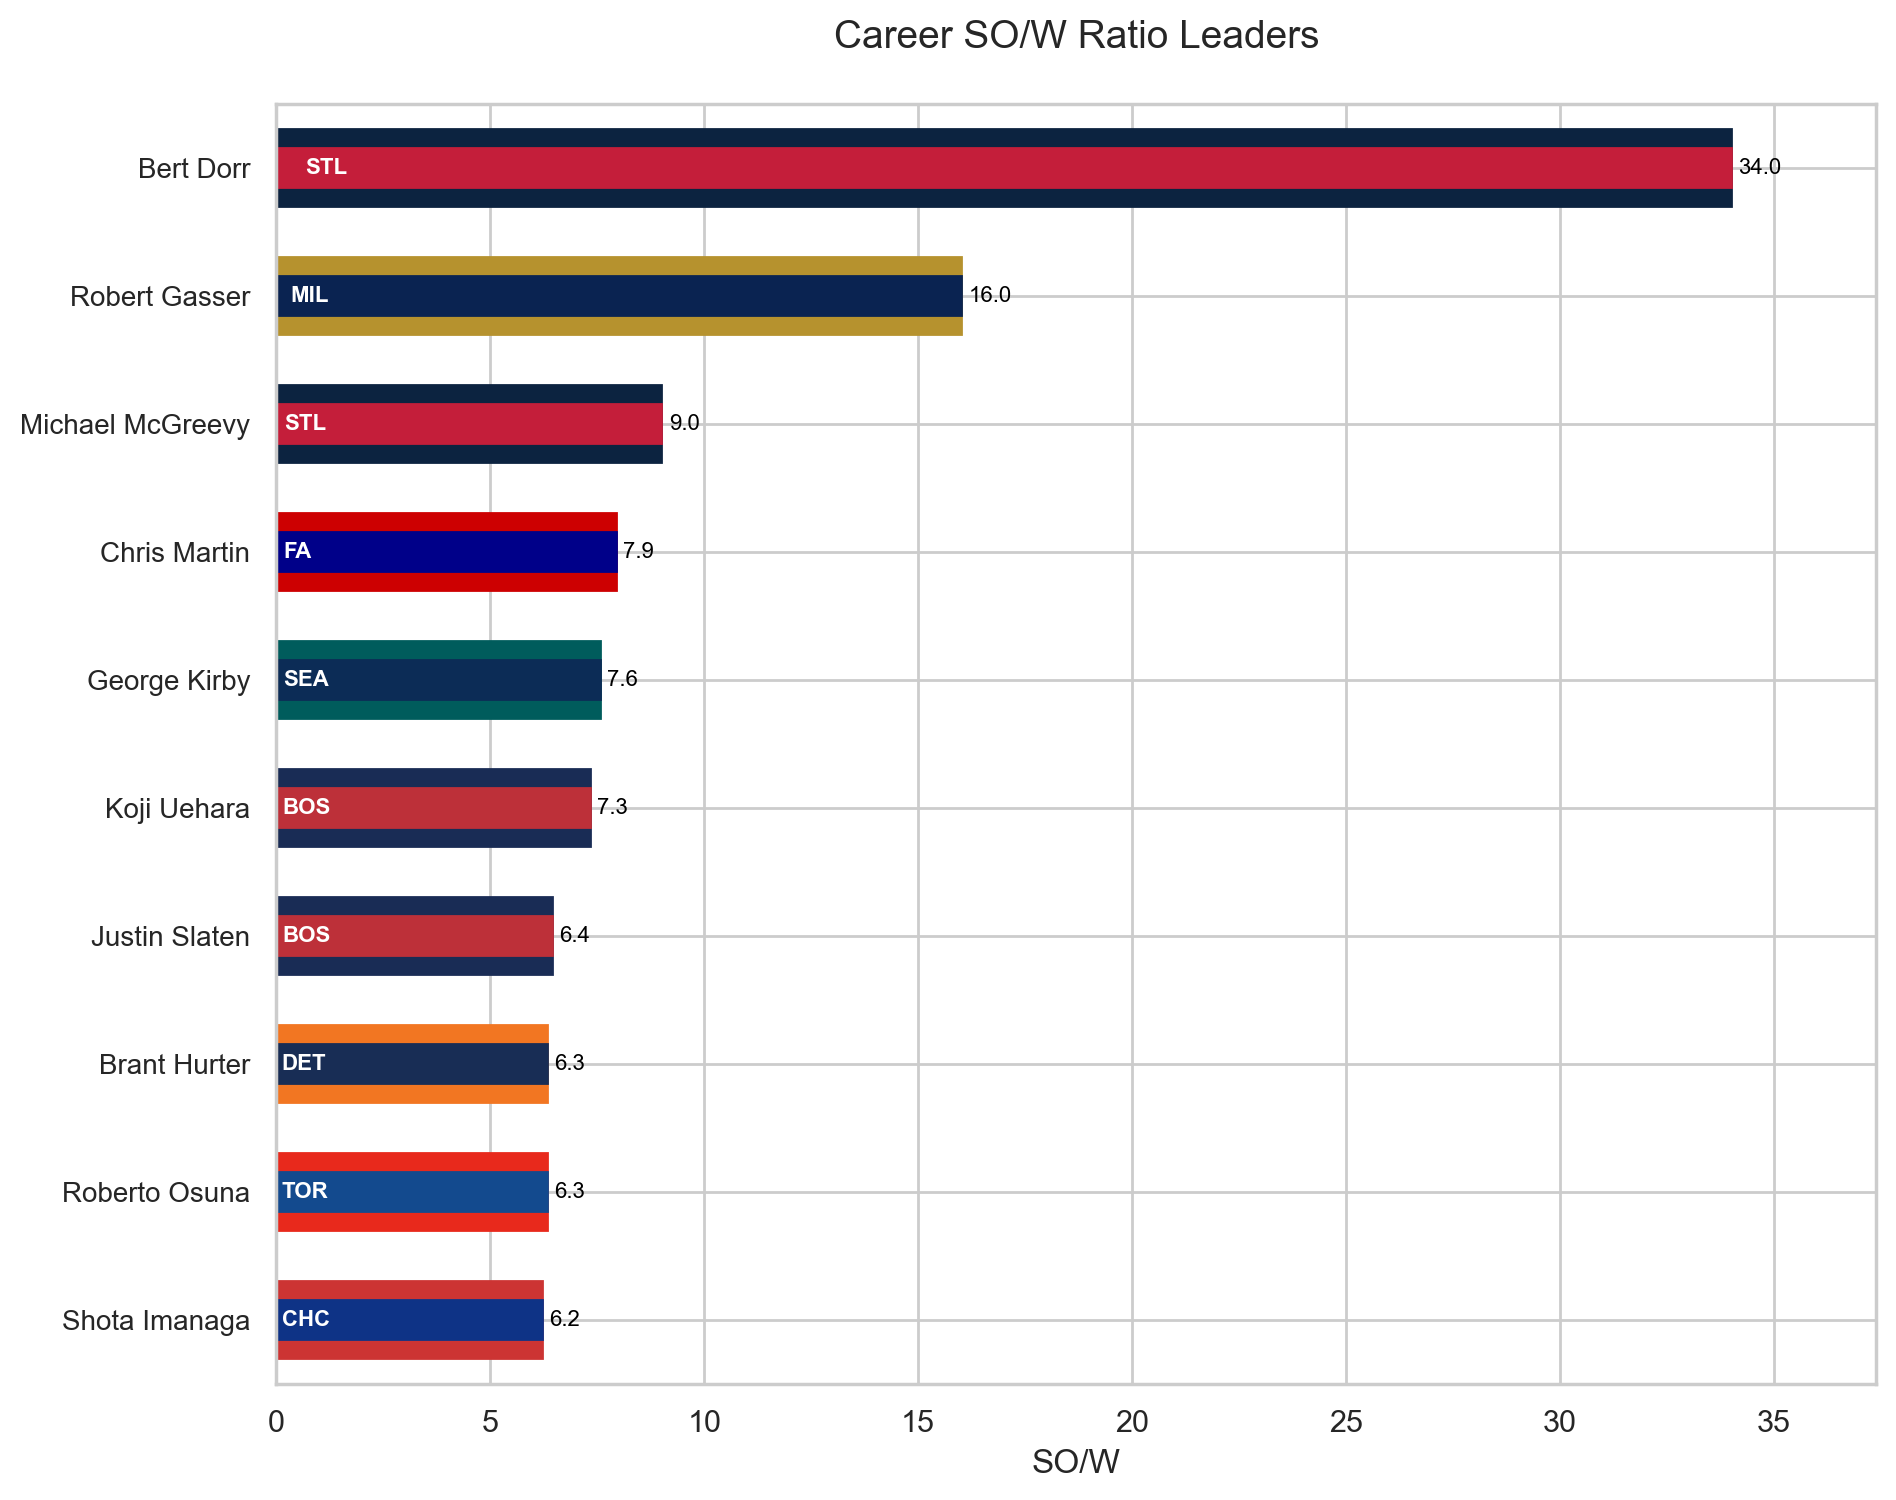 Career SO/W Ratio Leaders
Bert Dorr STL 34.0
Robert Gasser MIL 16.0
Michael McGreevy STL 9.0
Chris Martin FA 7.9
George Kirby SEA 7.6
Koji Uehara BOS 7.3
Justin Slaten BOS 6.4
Brant Hurter DET 6.3
Roberto Osuna TOR 6.3
Shota Imanaga CHC 6.2
0 5 10 15 20 25 30 35
SO/W